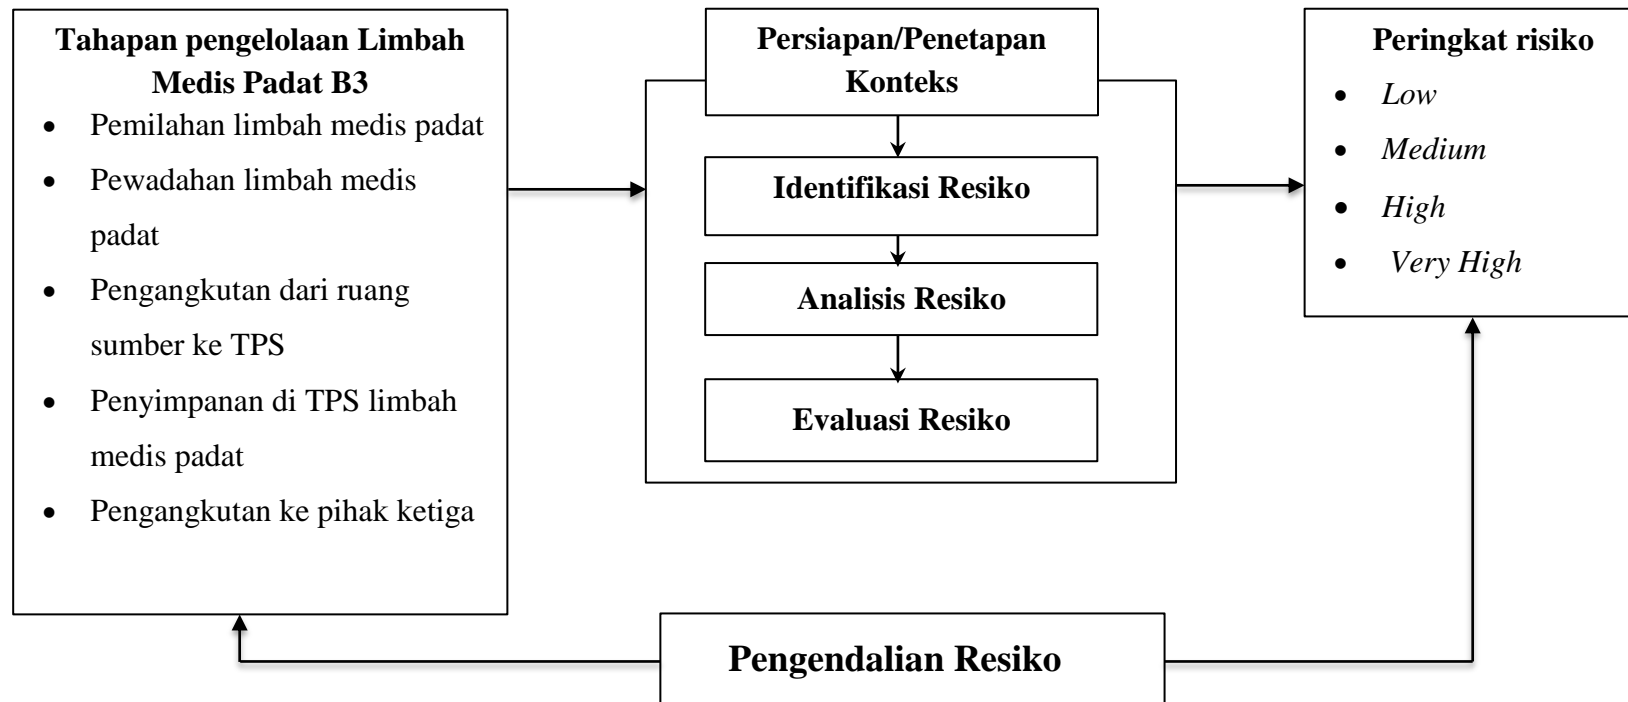 Tahapan pengelolaan Limbah
Medis Padat B3
• Pemilahan limbah medis padat
• Pewadahan limbah medis
padat
• Pengangkutan dari ruang
sumber ke TPS
• Penyimpanan di TPS limbah
medis padat
• Pengangkutan ke pihak ketiga
Persiapan/Penetapan
Konteks
Identifikasi Resiko
Analisis Resiko
Evaluasi Resiko
Peringkat risiko
• Low
• Medium
• High
• Very High
Pengendalian Resiko